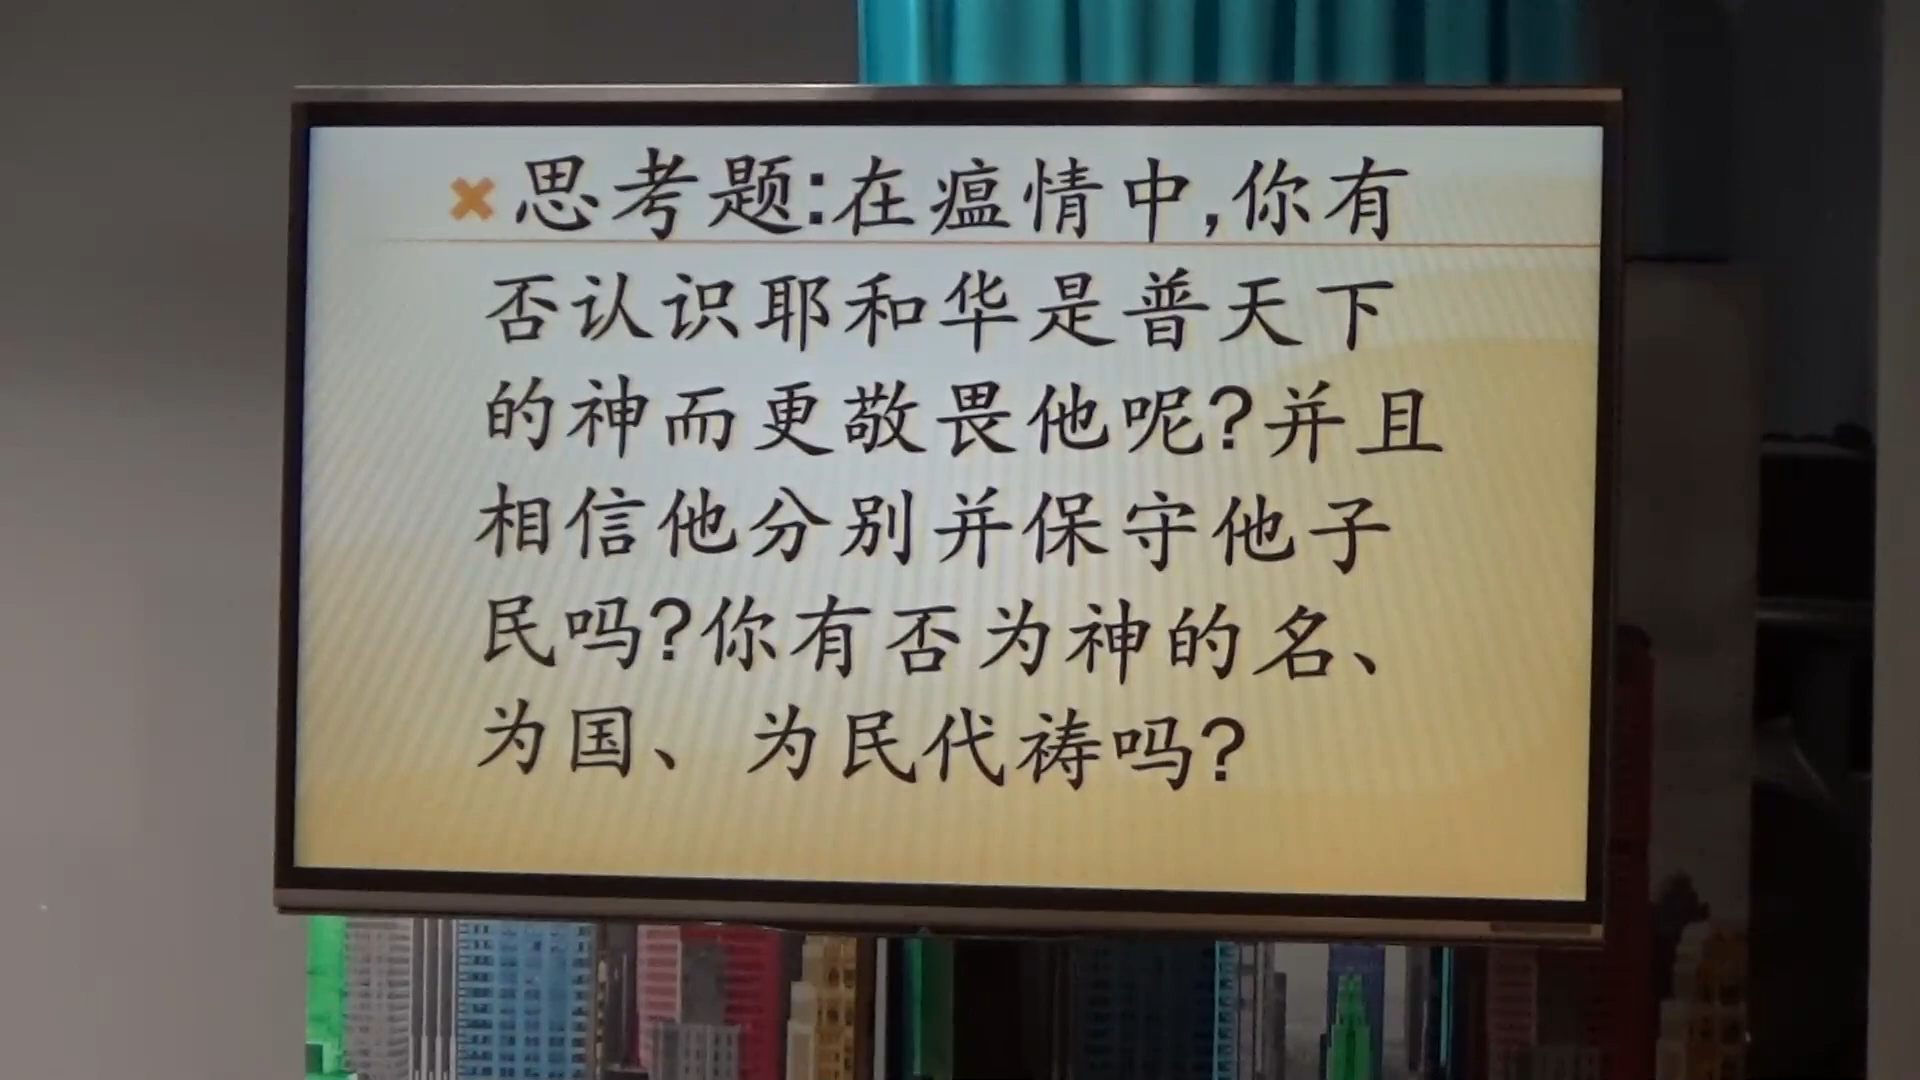 思考题:在瘟情中,你有
否认识耶和华是普天下
的神而更敬畏他呢?并且
相信他分别并保守他子
民吗?你有否为神的名、
为国、为民代祷吗?